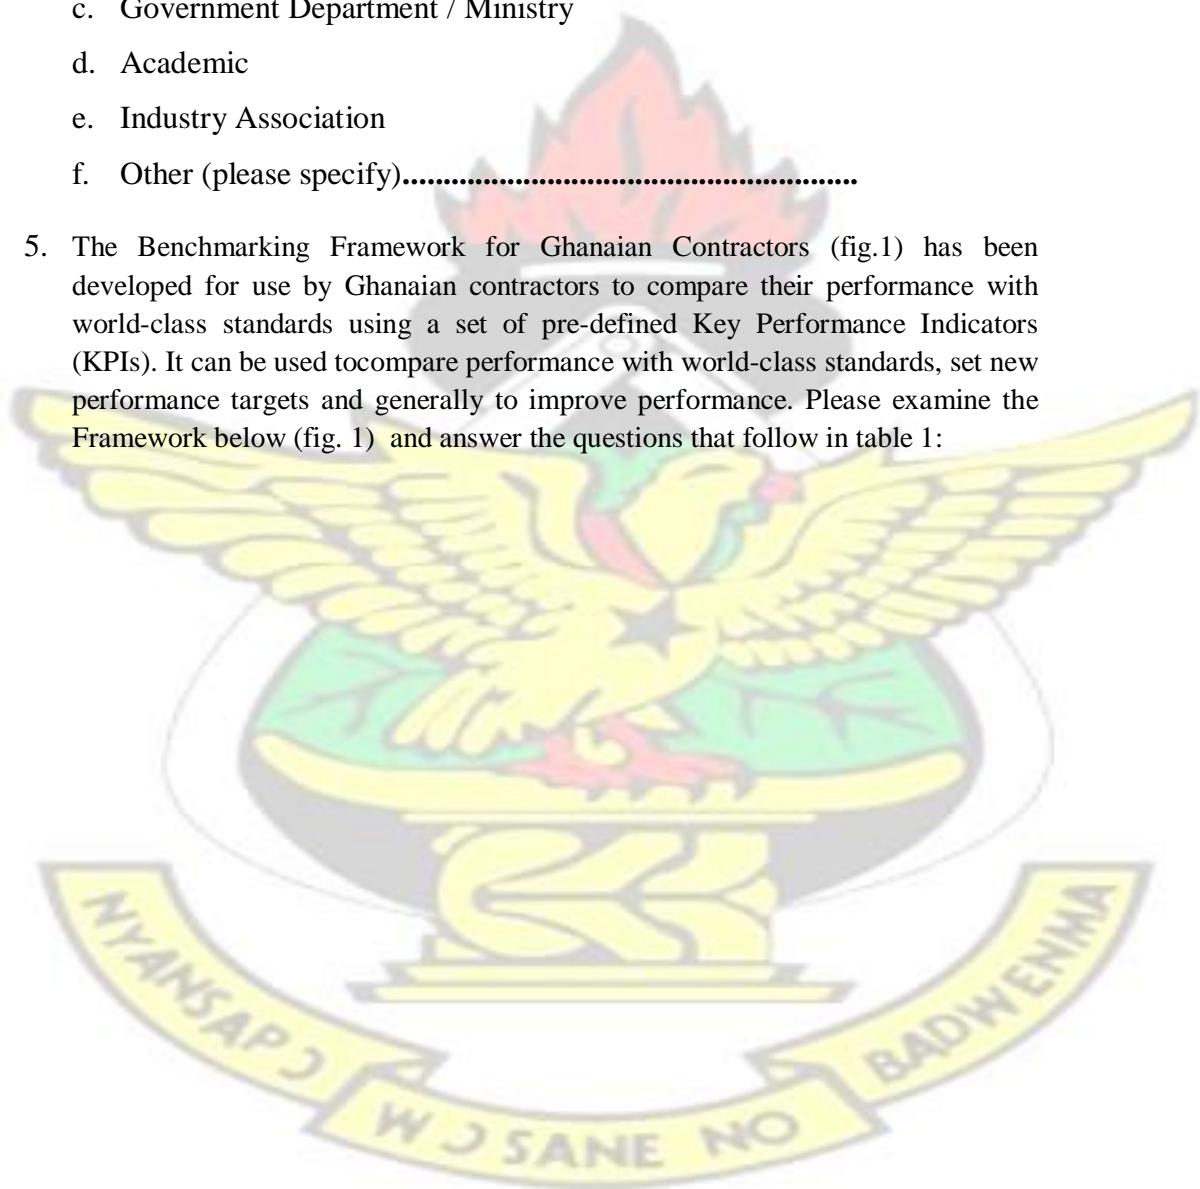 c. Government Department / Ministry
d. Academic
e. Industry Association
f. Other (please specify)........................................................
5. The Benchmarking Framework for Ghanaian Contractors (fig.1) has been
developed for use by Ghanaian contractors to compare their performance with
world-class standards using a set of pre-defined Key Performance Indicators
(KPIs). It can be used tocompare performance with world-class standards, set new
performance targets and generally to improve performance. Please examine the
Framework below (fig. 1) and answer the questions that follow in table 1:
NYANSAPƆ
WƆSANE NO
BADWENMA